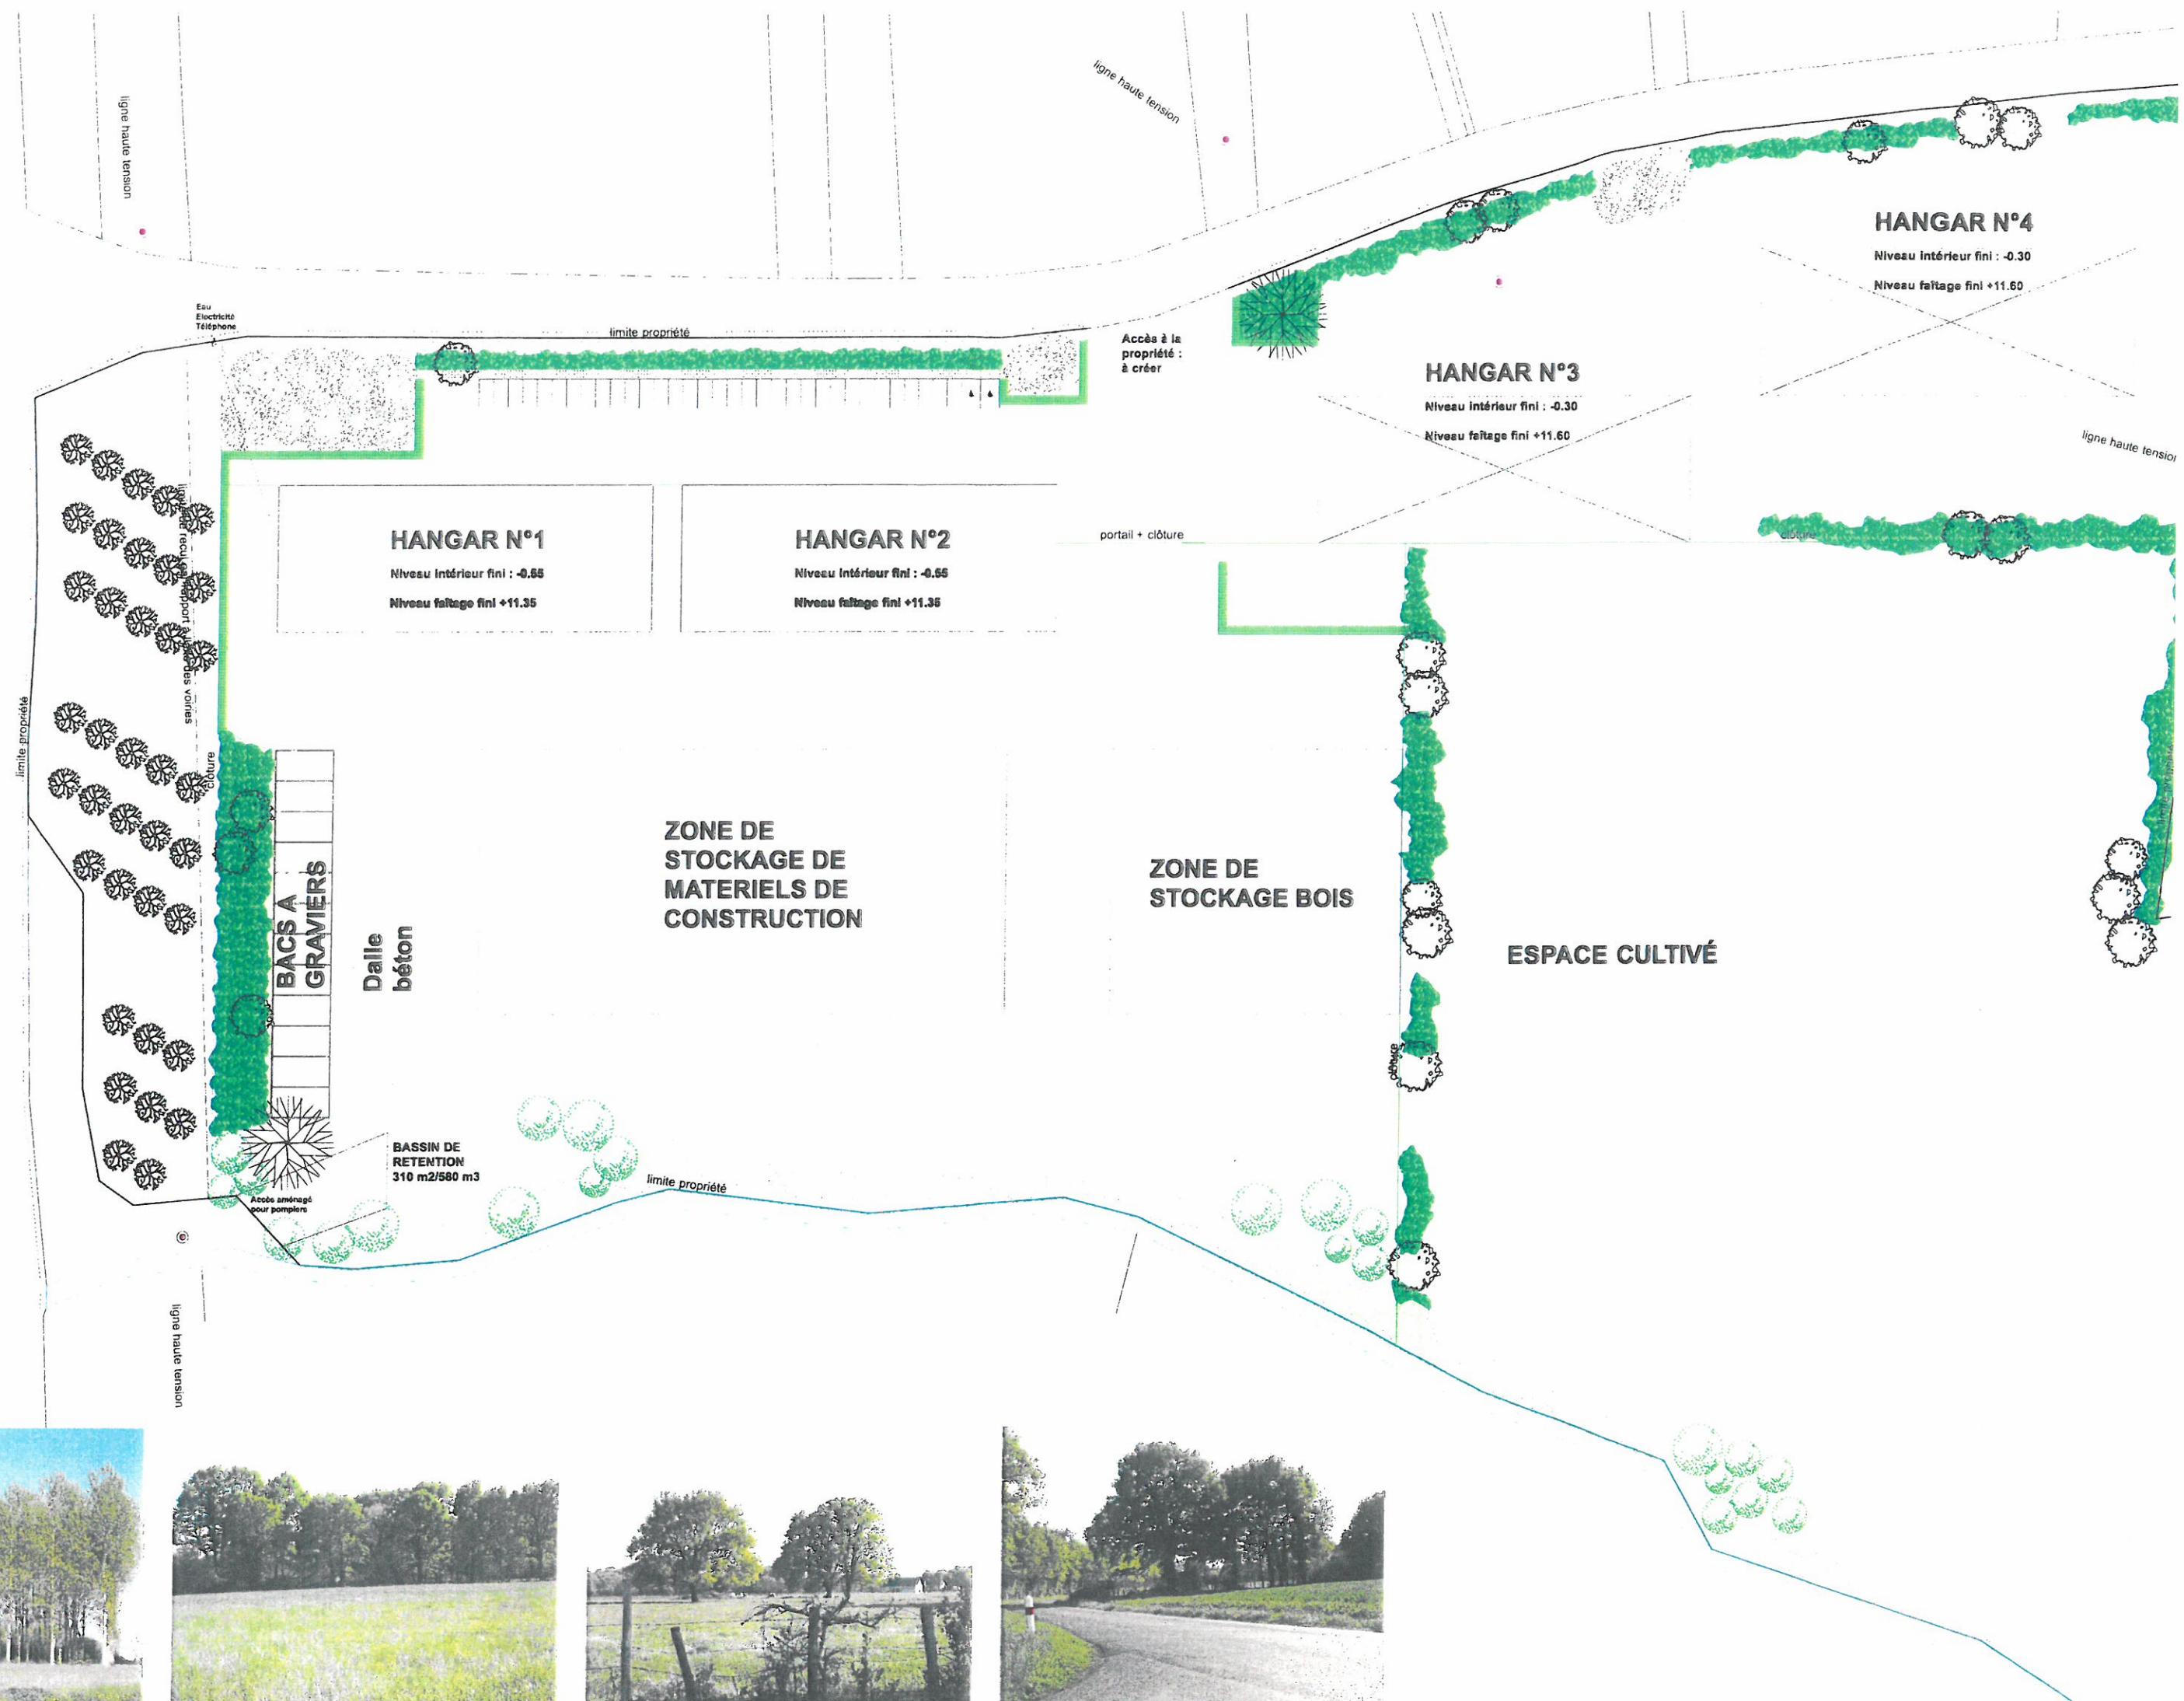 ligne haute tension
ligne haute tension
HANGAR N°4
Niveau intérieur fini : -0.30
Niveau faîtage fini +11.60
Eau
Electricité
Téléphone
limite propriété
Accès à la
propriété :
à créer
HANGAR N°3
Niveau intérieur fini : -0.30
Niveau faîtage fini +11.60
ligne haute tension
HANGAR N°1
Niveau intérieur fini : -0.65
Niveau faîtage fini +11.35
HANGAR N°2
Niveau intérieur fini : -0.65
Niveau faîtage fini +11.35
portail + clôture
clôture
limite propriété
clôture
ZONE DE
STOCKAGE DE
MATERIELS DE
CONSTRUCTION
ZONE DE
STOCKAGE BOIS
BACS A
GRAVIERS
Dalle
béton
ESPACE CULTIVÉ
clôture
BASSIN DE
RETENTION
310 m2/580 m3
Accès aménagé
pour pompiers
limite propriété
ligne haute tension